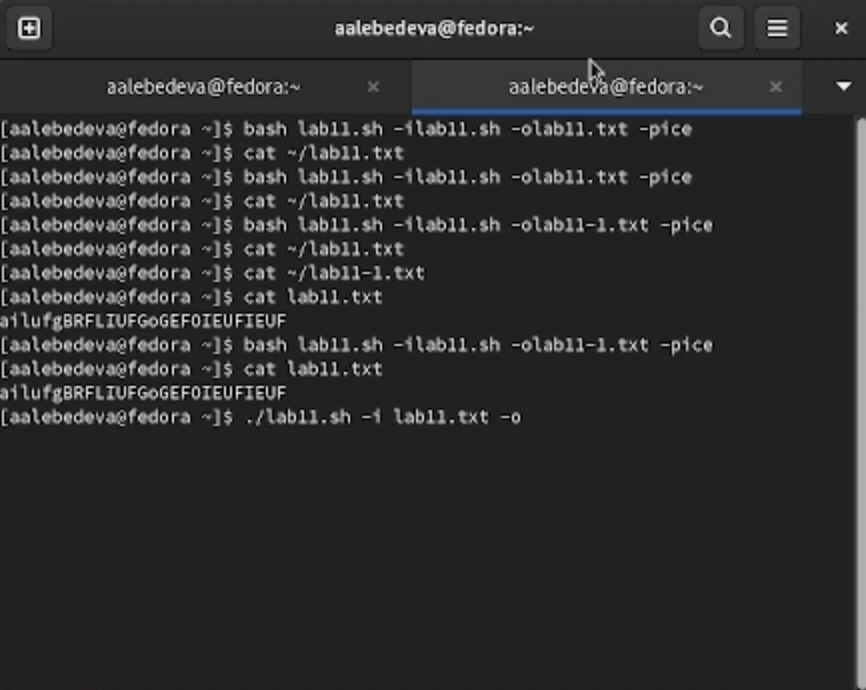 aalebedeva@fedora:~
aalebedeva@fedora:~ aalebedeva@fedora:~
[aalebedeva@fedora ~]$ bash lab11.sh -ilab11.sh -olab11.txt -pice
[aalebedeva@fedora ~]$ cat ~/lab11.txt
[aalebedeva@fedora ~]$ bash lab11.sh -ilab11.sh -olab11.txt -pice
[aalebedeva@fedora ~]$ cat ~/lab11.txt
[aalebedeva@fedora ~]$ bash lab11.sh -ilab11.sh -olab11-1.txt -pice
[aalebedeva@fedora ~]$ cat ~/lab11.txt
[aalebedeva@fedora ~]$ cat ~/lab11-1.txt
[aalebedeva@fedora ~]$ cat lab11.txt
ailufgBRFLIUFGoGEFOIEUFIEUF
[aalebedeva@fedora ~]$ bash lab11.sh -ilab11.sh -olab11-1.txt -pice
[aalebedeva@fedora ~]$ cat lab11.txt
ailufgBRFLIUFGoGEFOIEUFIEUF
[aalebedeva@fedora ~]$ ./lab11.sh -i lab11.txt -o